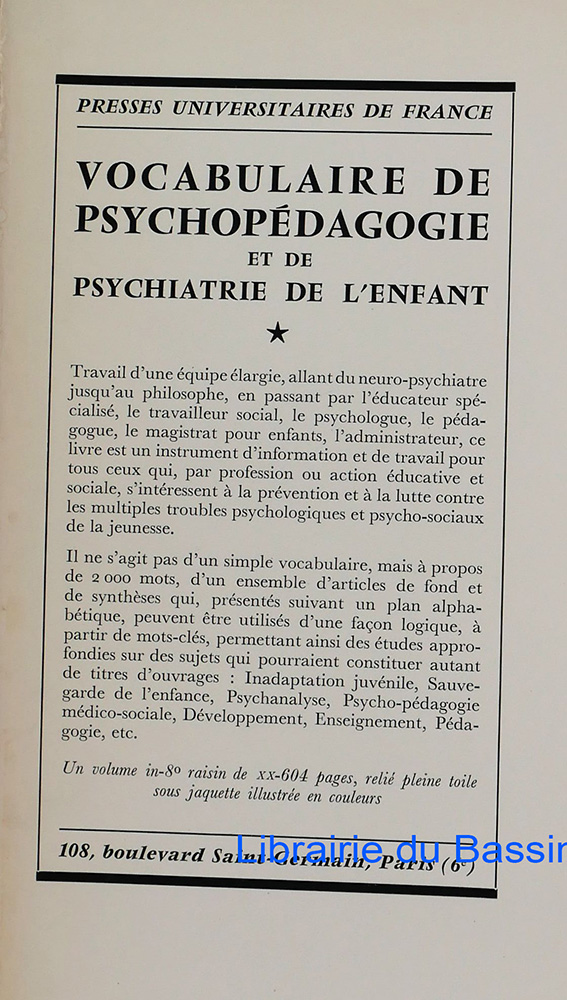 PRESSES UNIVERSITAIRES DE FRANCE
VOCABULAIRE DE
PSYCHOPÉDAGOGIE
ET DE
PSYCHIATRIE DE L'ENFANT
★
Travail d'une équipe élargie, allant du neuro-psychiatre
jusqu'au philosophe, en passant par l'éducateur spé-
cialisé, le travailleur social, le psychologue, le péda-
gogue, le magistrat pour enfants, l'administrateur, ce
livre est un instrument d'information et de travail pour
tous ceux qui, par profession ou action éducative et
sociale, s'intéressent à la prévention et à la lutte contre
les multiples troubles psychologiques et psycho-sociaux
de la jeunesse.
Il ne s'agit pas d'un simple vocabulaire, mais à propos
de 2 000 mots, d'un ensemble d'articles de fond et
de synthèses qui, présentés suivant un plan alpha-
bétique, peuvent être utilisés d'une façon logique, à
partir de mots-clés, permettant ainsi des études appro-
fondies sur des sujets qui pourraient constituer autant
de titres d'ouvrages : Inadaptation juvénile, Sauve-
garde de l'enfance, Psychanalyse, Psycho-pédagogie
médico-sociale, Développement, Enseignement, Péda-
gogie, etc.
Un volume in-8º raisin de XX-604 pages, relié pleine toile
sous jaquette illustrée en couleurs
108, boulevard Saint-Germain, Paris (6e)
Librairie du Bassin